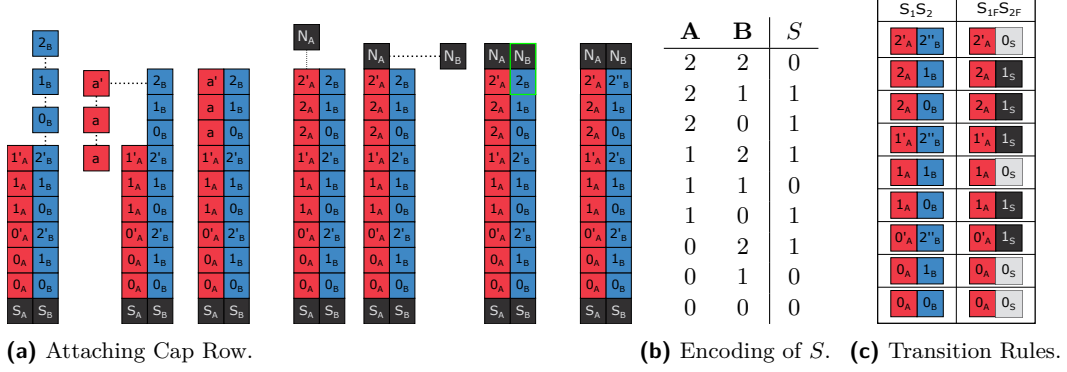 2B NA
NA NB NA NB NA NB
1B a' 2B a' 2B 2'A 2B 2'A 2B 2'A 2B 2'A 2''B
1B a 1B 2A 1B 2A 1B 2A 1B 2A 1B
0B a
0B a 0B 2A 0B 2A 0B 2A 0B 2A 0B
1'A 2'B a 1'A 2'B 1'A 2'B 1'A 2'B 1'A 2'B 1'A 2'B 1'A 2'B
1A 1B 1A 1B 1A 1B 1A 1B 1A 1B 1A 1B 1A 1B
1A 0B 1A 0B 1A 0B 1A 0B 1A 0B 1A 0B 1A 0B
0'A 2'B 0'A 2'B 0'A 2'B 0'A 2'B 0'A 2'B 0'A 2'B 0'A 2'B
0A 1B 0A 1B 0A 1B 0A 1B 0A 1B 0A 1B 0A 1B
0A 0B 0A 0B 0A 0B 0A 0B 0A 0B 0A 0B 0A 0B
SA SB SA SB SA SB SA SB SA SB SA SB SA SB
(a) Attaching Cap Row.
A B S
2 2 0
2 1 1
2 0 1
1 2 1
1 1 0
1 0 1
0 2 1
0 1 0
0 0 0
(b) Encoding of S.
S1S2 S1FS2F
2'A 2''B 2'A 0S
2A 1B 2A 1S
2A 0B 2A 1S
1'A 2''B 1'A 1S
1A 1B 1A 0S
1A 0B 1A 1S
0'A 2''B 0'A 1S
0A 1B 0A 0S
0A 0B 0A 0S
(c) Transition Rules.